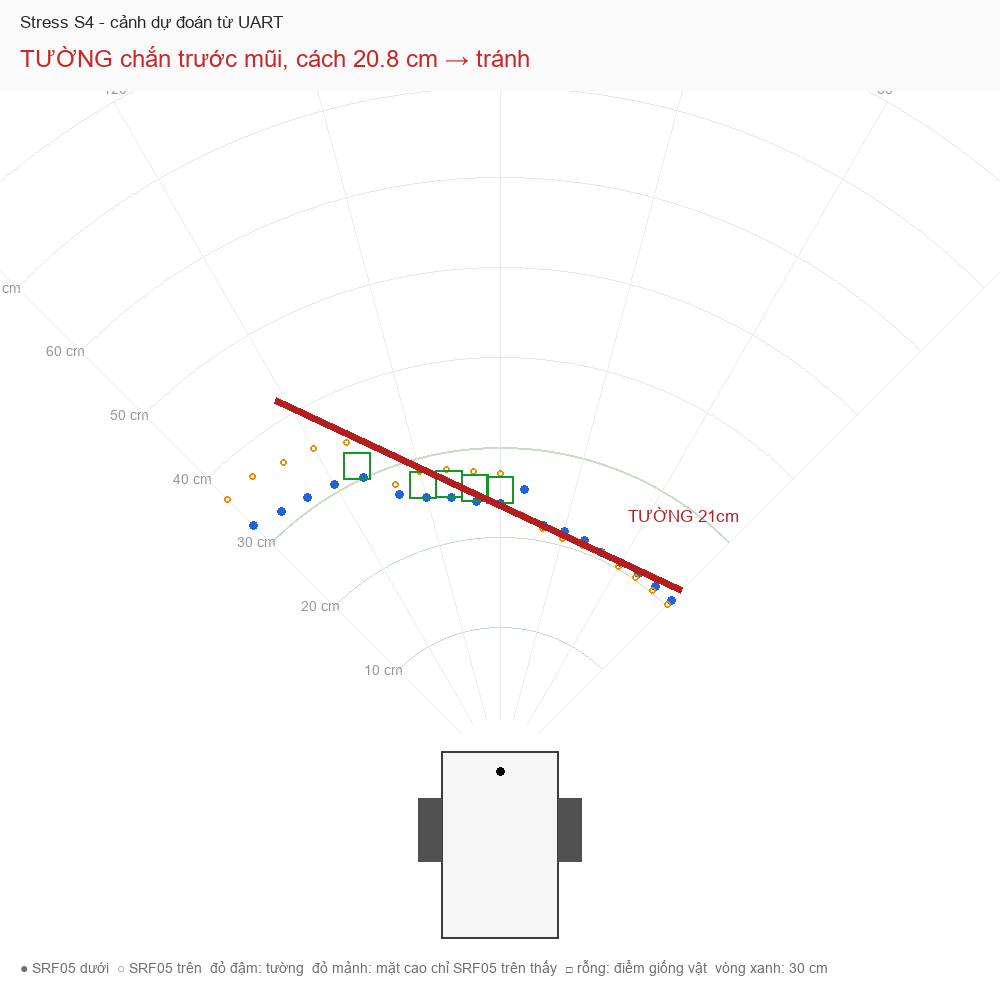 Stress S4 - cảnh dự đoán từ UART
TƯỜNG chắn trước mũi, cách 20.8 cm → tránh
cm
60 cm
50 cm
40 cm
30 cm
20 cm
10 cm
TƯỜNG 21cm
● SRF05 dưới ○ SRF05 trên đỏ đậm: tường đỏ mảnh: mặt cao chỉ SRF05 trên thấy □ rỗng: điểm giống vật vòng xanh: 30 cm